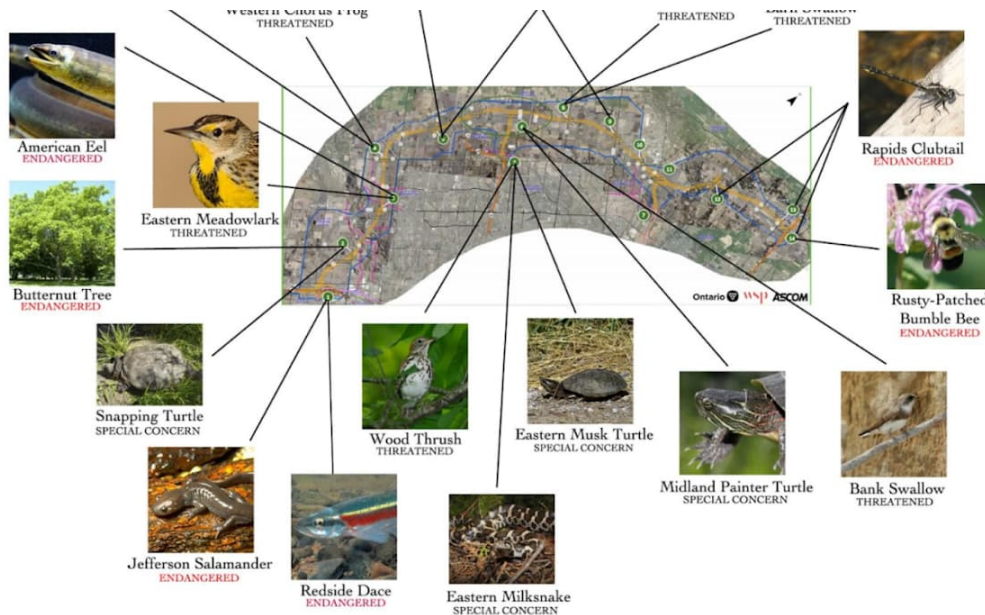 Western Chorus Frog
THREATENED
THREATENED
Barn Swallow
THREATENED
American Eel
ENDANGERED
Eastern Meadowlark
THREATENED
Rapids Clubtail
ENDANGERED
Butternut Tree
ENDANGERED
Rusty-Patched
Bumble Bee
ENDANGERED
Ontario wsp ASCOM
Snapping Turtle
SPECIAL CONCERN
Wood Thrush
THREATENED
Eastern Musk Turtle
SPECIAL CONCERN
Midland Painter Turtle
SPECIAL CONCERN
Bank Swallow
THREATENED
Jefferson Salamander
ENDANGERED
Redside Dace
ENDANGERED
Eastern Milksnake
SPECIAL CONCERN